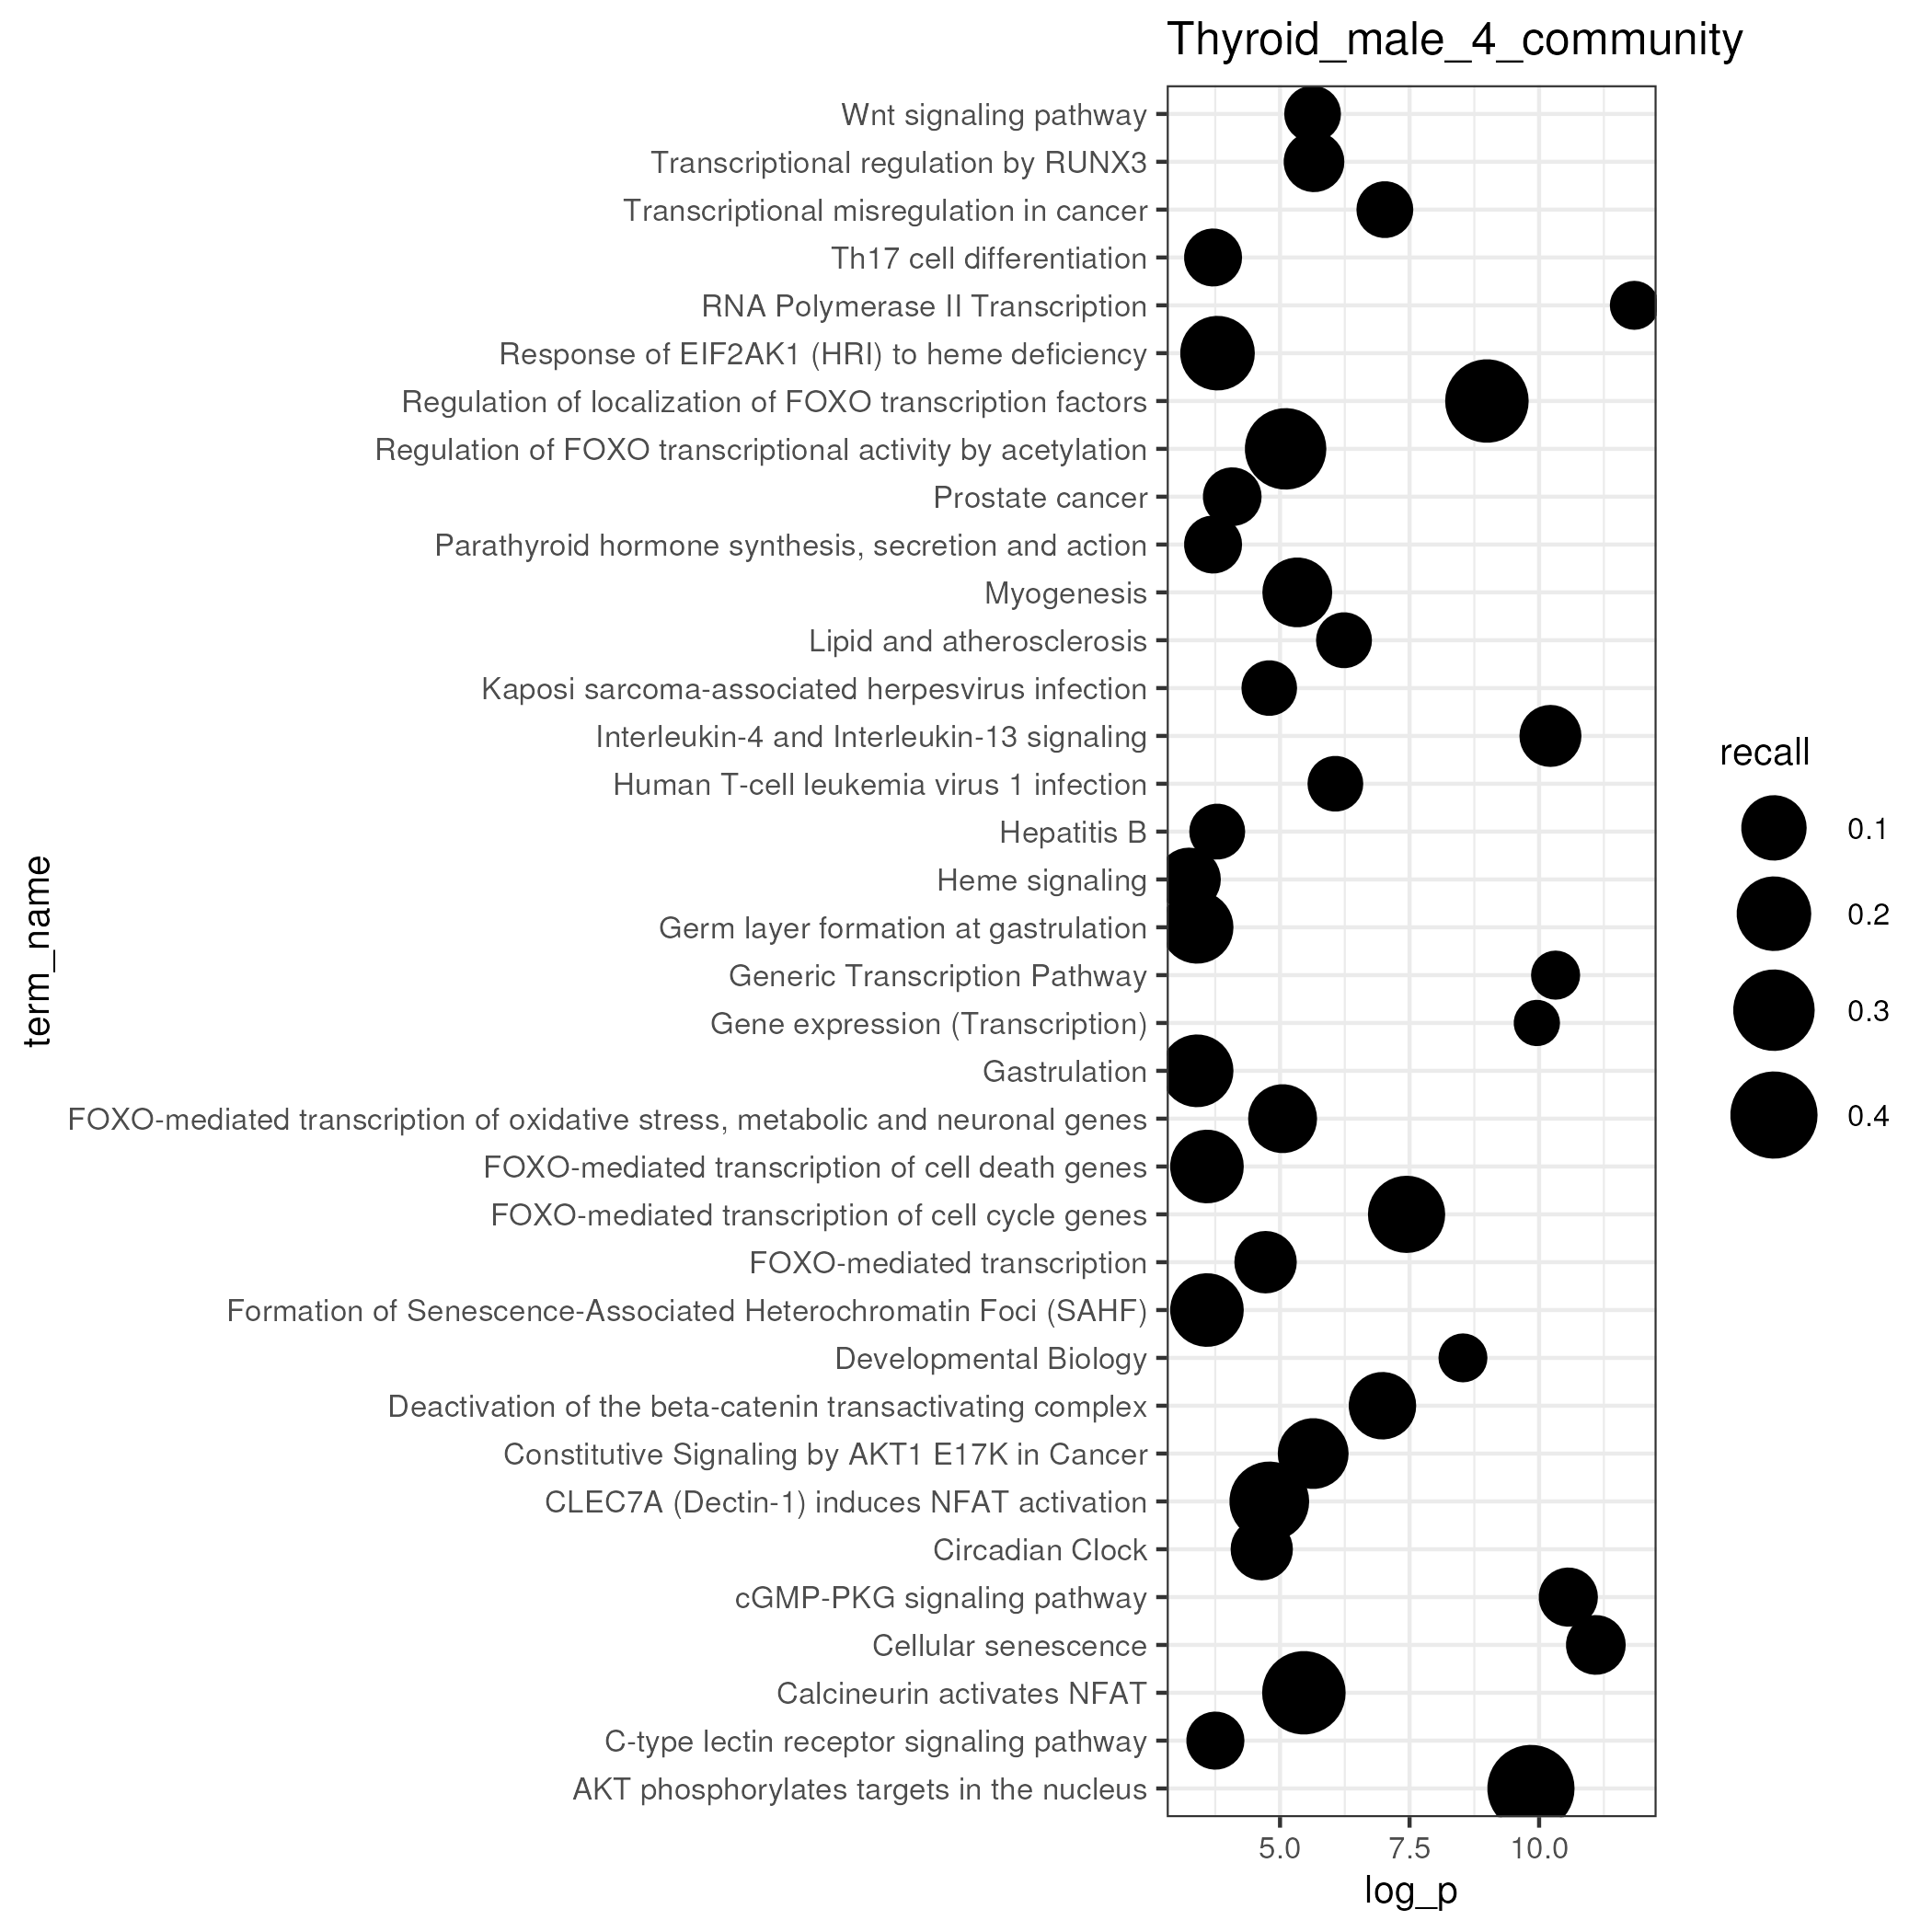 Thyroid_male_4_community
Wnt signaling pathway
Transcriptional regulation by RUNX3
Transcriptional misregulation in cancer
Th17 cell differentiation
RNA Polymerase II Transcription
Response of EIF2AK1 (HRI) to heme deficiency
Regulation of localization of FOXO transcription factors
Regulation of FOXO transcriptional activity by acetylation
Prostate cancer
Parathyroid hormone synthesis, secretion and action
Myogenesis
Lipid and atherosclerosis
Kaposi sarcoma-associated herpesvirus infection
Interleukin-4 and Interleukin-13 signaling
Human T-cell leukemia virus 1 infection
Hepatitis B
Heme signaling
Germ layer formation at gastrulation
Generic Transcription Pathway
Gene expression (Transcription)
Gastrulation
FOXO-mediated transcription of oxidative stress, metabolic and neuronal genes
FOXO-mediated transcription of cell death genes
FOXO-mediated transcription of cell cycle genes
FOXO-mediated transcription
Formation of Senescence-Associated Heterochromatin Foci (SAHF)
Developmental Biology
Deactivation of the beta-catenin transactivating complex
Constitutive Signaling by AKT1 E17K in Cancer
CLEC7A (Dectin-1) induces NFAT activation
Circadian Clock
cGMP-PKG signaling pathway
Cellular senescence
Calcineurin activates NFAT
C-type lectin receptor signaling pathway
AKT phosphorylates targets in the nucleus
term_name
5.0 7.5 10.0
log_p
recall
0.1
0.2
0.3
0.4